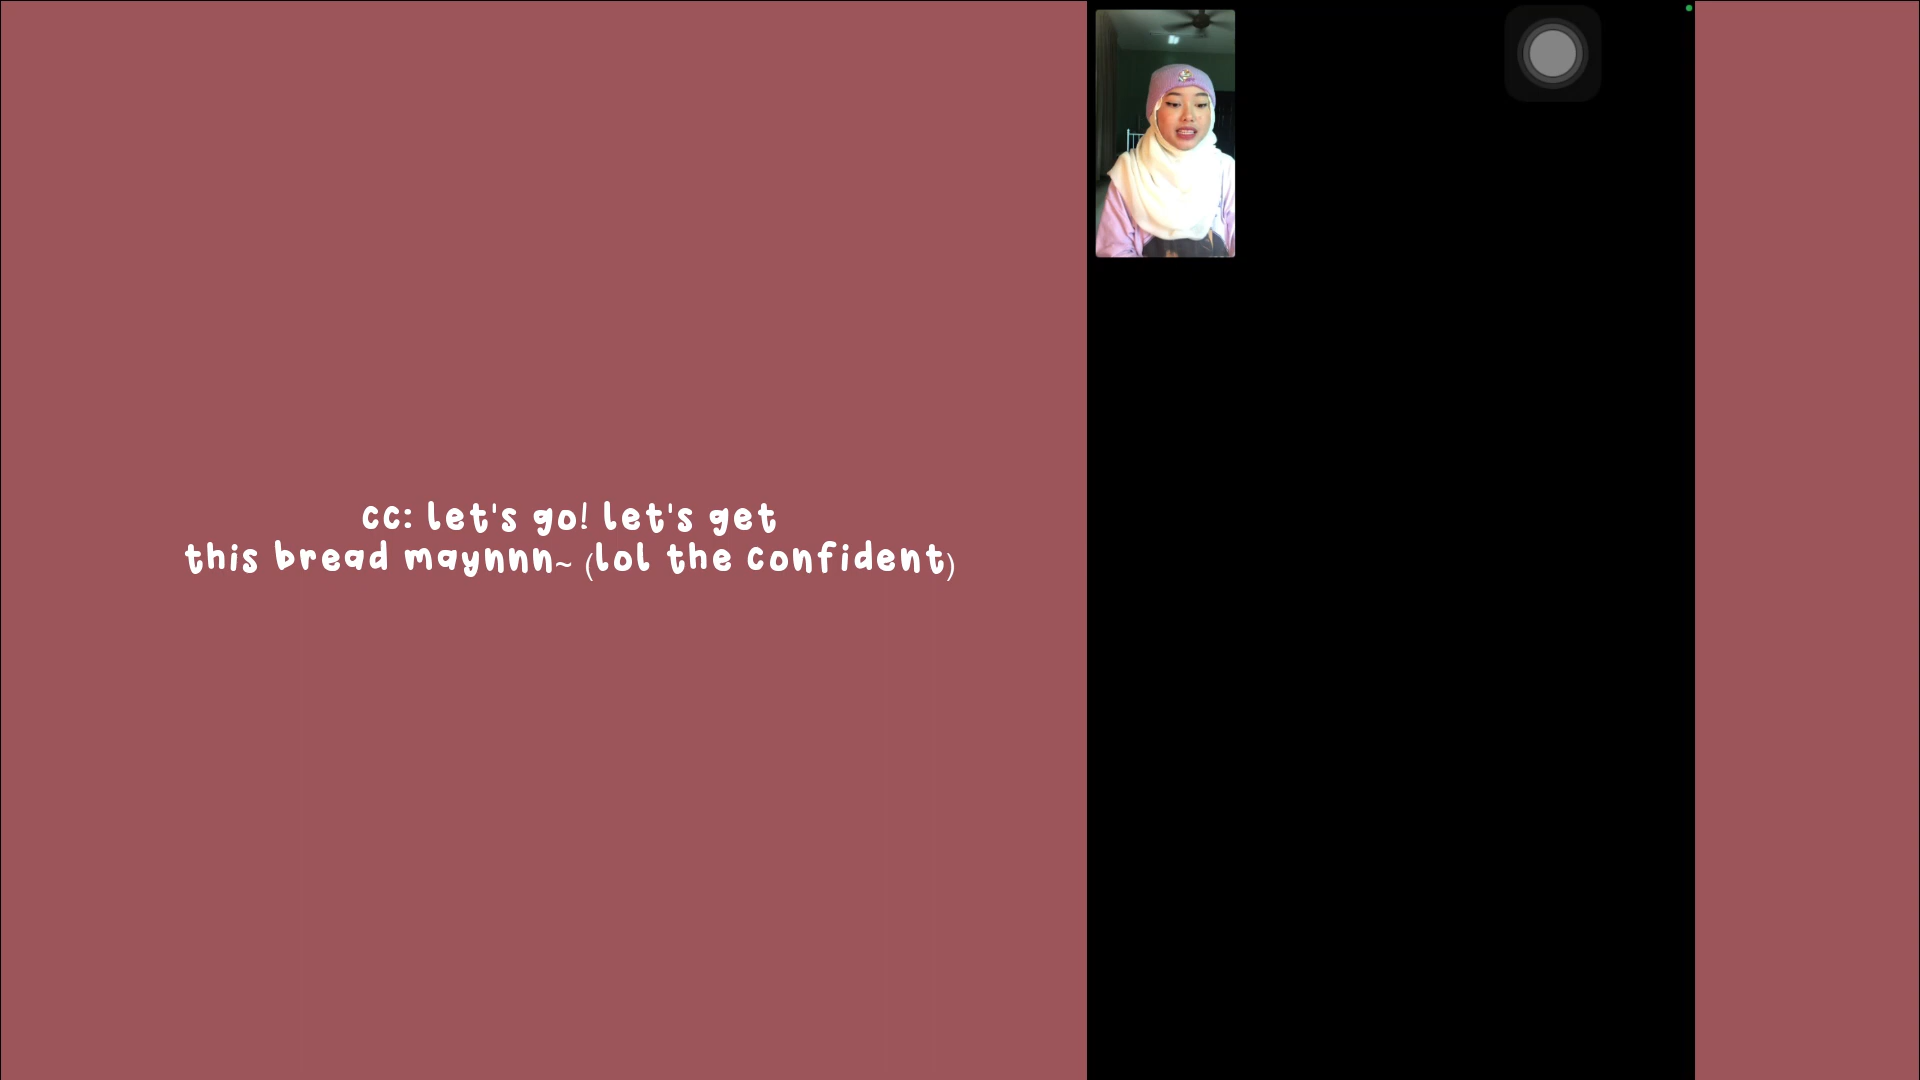 cc: let's go! let's get
this bread maynnn~ (lol the confident)